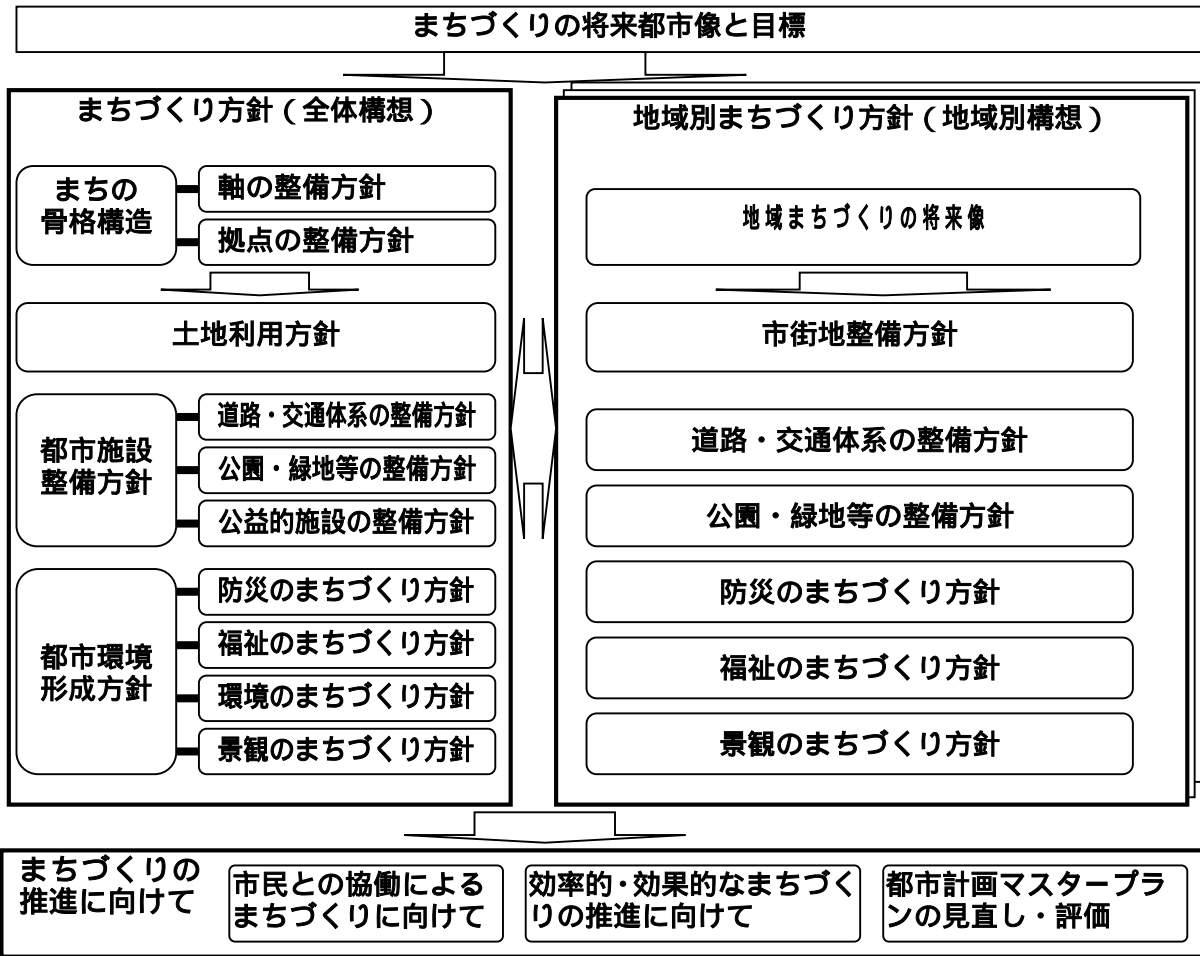 まちづくりの将来都市像と目標
まちづくり方針（全体構想）
まちの
骨格構造
軸の整備方針
拠点の整備方針
土地利用方針
都市施設
整備方針
道路・交通体系の整備方針
公園・緑地等の整備方針
公益的施設の整備方針
都市環境
形成方針
防災のまちづくり方針
福祉のまちづくり方針
環境のまちづくり方針
景観のまちづくり方針
地域別まちづくり方針（地域別構想）
地域まちづくりの将来像
市街地整備方針
道路・交通体系の整備方針
公園・緑地等の整備方針
防災のまちづくり方針
福祉のまちづくり方針
景観のまちづくり方針
まちづくりの
推進に向けて
市民との協働による
まちづくりに向けて
効率的・効果的なまちづく
りの推進に向けて
都市計画マスタープラ
ンの見直し・評価